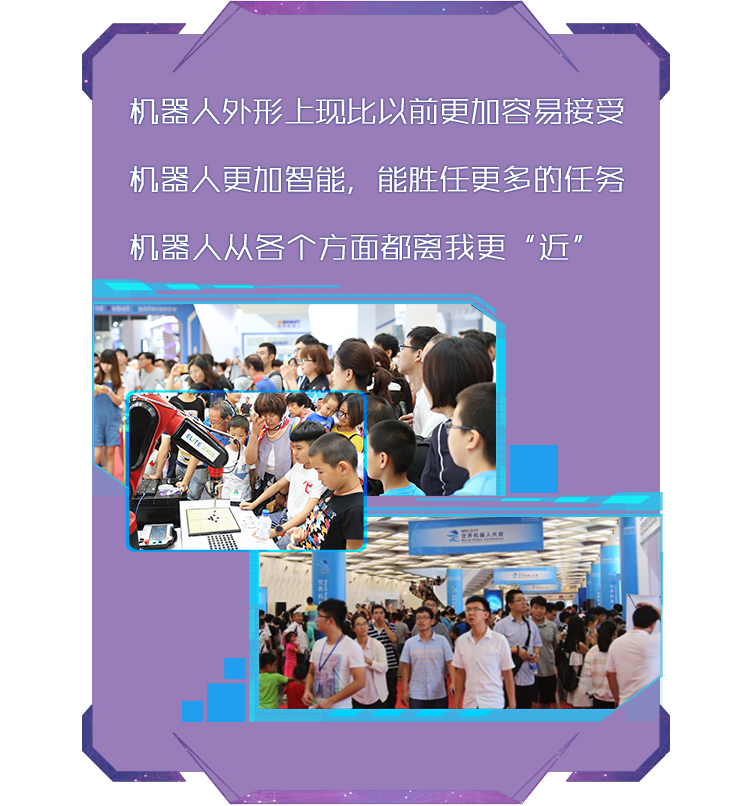 机器人外形上现比以前更加容易接受
机器人更加智能，能胜任更多的任务
机器人从各个方面都离我更“近”
ELITE
世界机器人大会